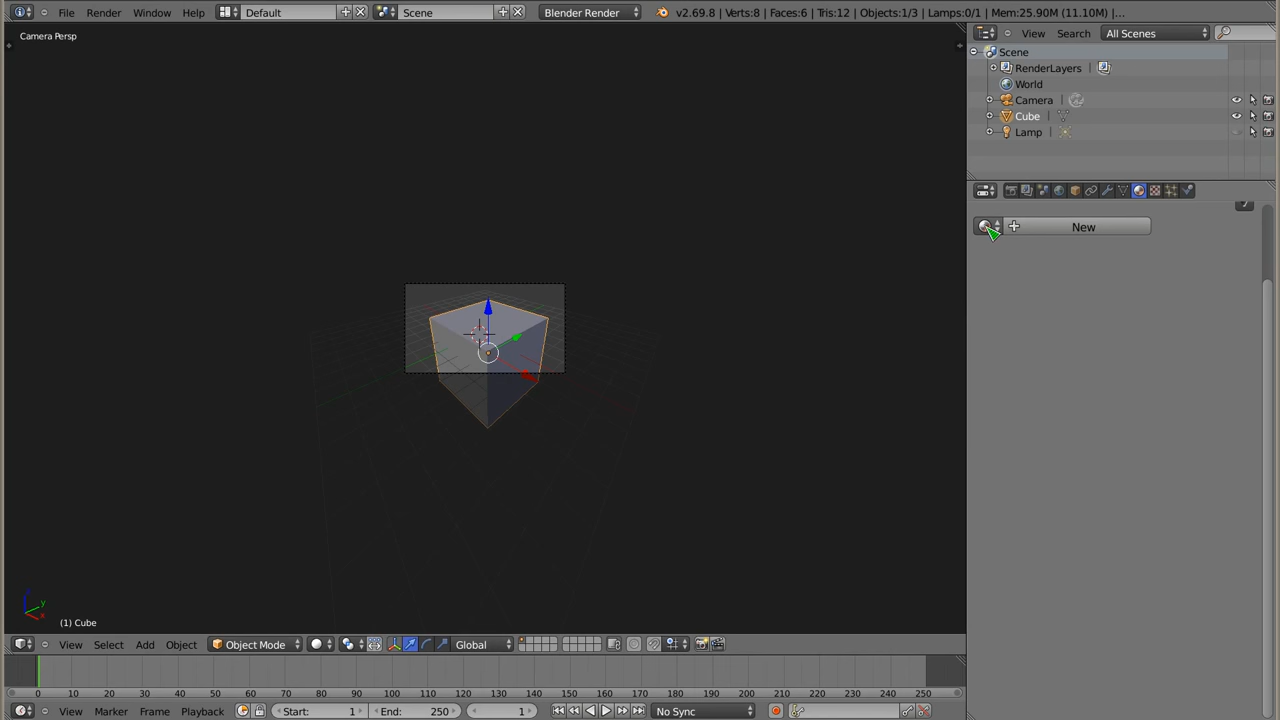 File Render Window Help Default Scene Blender Render v2.69.8 | Verts:8 | Faces:6 | Tris:12 | Objects:1/3 | Lamps:0/1 | Mem:25.90M (11.10M) |...
Camera Persp
View Search All Scenes
Scene
RenderLayers
World
Camera
Cube
Lamp
New
z
y
x
(1) Cube
View Select Add Object Object Mode Global
0 10 20 30 40 50 60 70 80 90 100 110 120 130 140 150 160 170 180 190 200 210 220 230 240 250
View Marker Frame Playback Start: 1 End: 250 1 No Sync